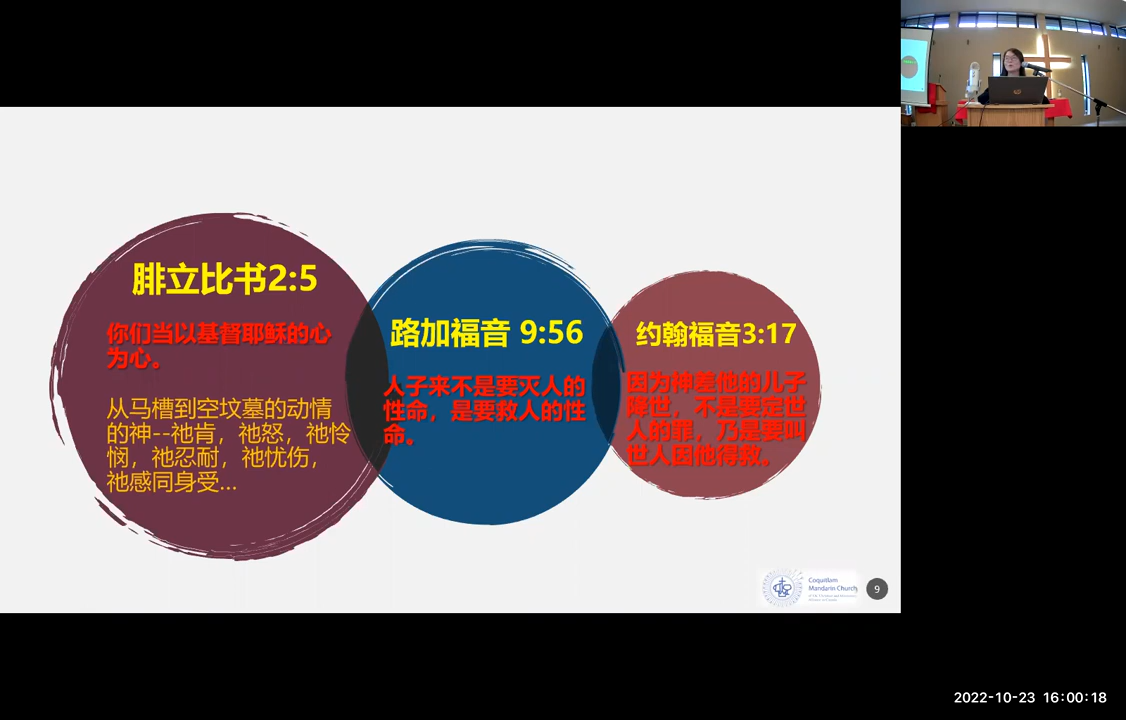 腓立比书2:5
你们当以基督耶稣的心
为心。
从马槽到空坟墓的动情
的神--祂肯，祂怒，祂怜
悯，祂忍耐，祂忧伤，
祂感同身受...
路加福音 9:56
人子来不是要灭人的
性命，是要救人的性
命。
约翰福音3:17
因为神差他的儿子
降世，不是要定世
人的罪，乃是要叫
世人因他得救。
Coquitlam
Mandarin Church
9
2022-10-23 16:00:18